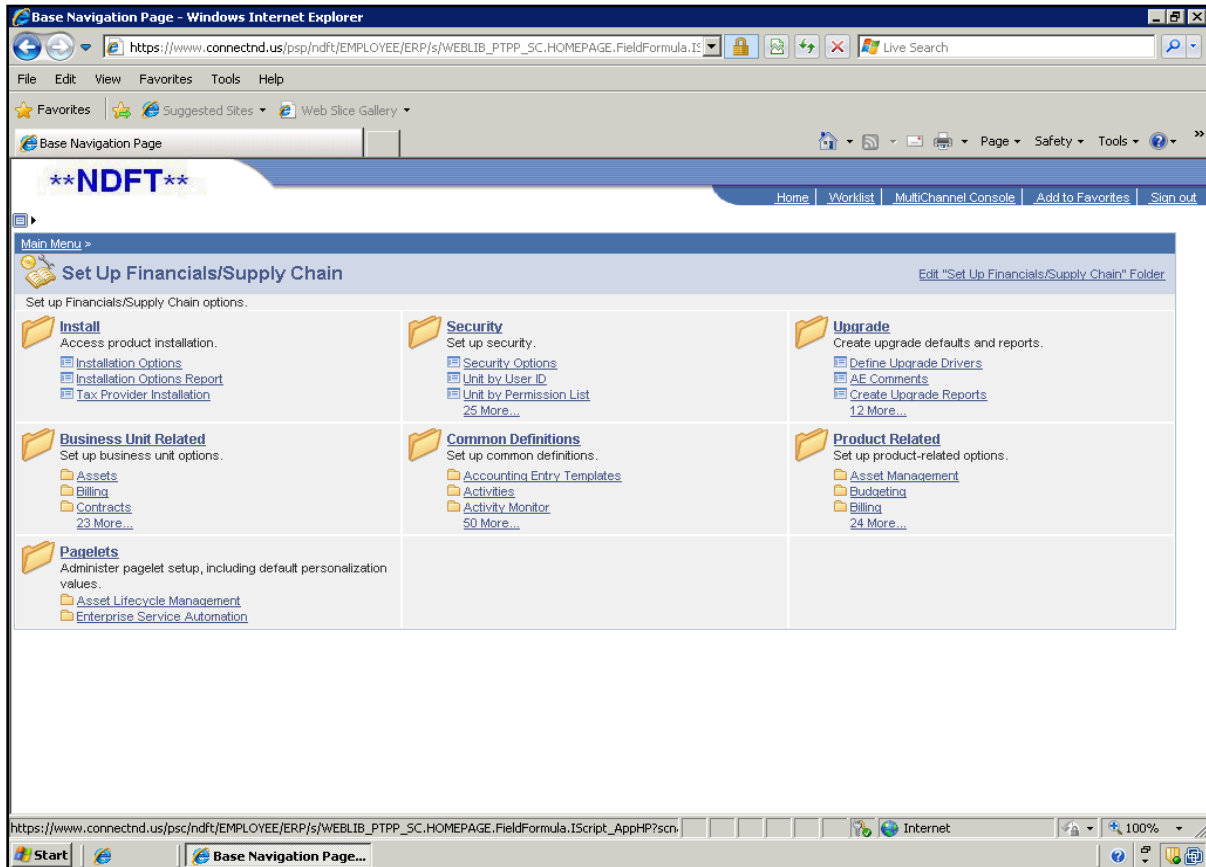 Base Navigation Page - Windows Internet Explorer
https://www.connectnd.us/psp/ndft/EMPLOYEE/ERP/s/WEBLIB_PTPP_SC.HOMEPAGE.FieldFormula.IS
Live Search
File Edit View Favorites Tools Help
Favorites Suggested Sites Web Slice Gallery
Base Navigation Page
Page Safety Tools »
**NDFT**
Home Worklist MultiChannel Console Add to Favorites Sign out
Main Menu >
Set Up Financials/Supply Chain
Edit "Set Up Financials/Supply Chain" Folder
Set up Financials/Supply Chain options.
Install
Access product installation.
Installation Options
Installation Options Report
Tax Provider Installation
Security
Set up security.
Security Options
Unit by User ID
Unit by Permission List
25 More...
Upgrade
Create upgrade defaults and reports.
Define Upgrade Drivers
AE Comments
Create Upgrade Reports
12 More...
Business Unit Related
Set up business unit options.
Assets
Billing
Contracts
23 More...
Common Definitions
Set up common definitions.
Accounting Entry Templates
Activities
Activity Monitor
50 More...
Product Related
Set up product-related options.
Asset Management
Budgeting
Billing
24 More...
Pagelets
Administer pagelet setup, including default personalization
values.
Asset Lifecycle Management
Enterprise Service Automation
https://www.connectnd.us/psc/ndft/EMPLOYEE/ERP/s/WEBLIB_PTPP_SC.HOMEPAGE.FieldFormula.IScript_AppHP?scn
Internet
100%
Start
Base Navigation Page...